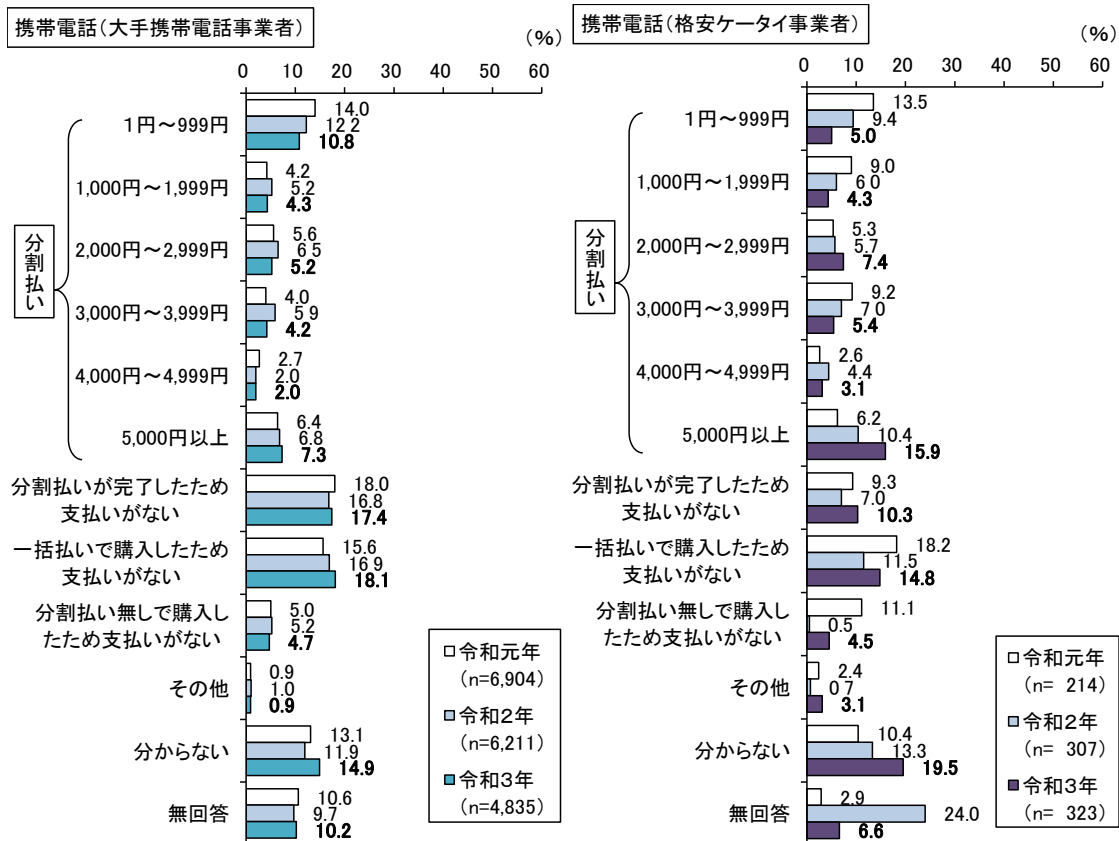 携帯電話(大手携帯電話事業者)
(%)
0 10 20 30 40 50 60
分割払い
1円～999円
14.0
12.2
10.8
1,000円～1,999円
4.2
5.2
4.3
2,000円～2,999円
5.6
6.5
5.2
3,000円～3,999円
4.0
5.9
4.2
4,000円～4,999円
2.7
2.0
2.0
5,000円以上
6.4
6.8
7.3
分割払いが完了したため
支払いがない
18.0
16.8
17.4
一括払いで購入したため
支払いがない
15.6
16.9
18.1
分割払い無しで購入し
たため支払いがない
5.0
5.2
4.7
その他
0.9
1.0
0.9
分からない
13.1
11.9
14.9
無回答
10.6
9.7
10.2
令和元年
(n=6,904)
令和2年
(n=6,211)
令和3年
(n=4,835)
携帯電話(格安ケータイ事業者)
(%)
0 10 20 30 40 50 60
分割払い
1円～999円
13.5
9.4
5.0
1,000円～1,999円
9.0
6.0
4.3
2,000円～2,999円
5.3
5.7
7.4
3,000円～3,999円
9.2
7.0
5.4
4,000円～4,999円
2.6
4.4
3.1
5,000円以上
6.2
10.4
15.9
分割払いが完了したため
支払いがない
9.3
7.0
10.3
一括払いで購入したため
支払いがない
18.2
11.5
14.8
分割払い無しで購入し
たため支払いがない
11.1
0.5
4.5
その他
2.4
0.7
3.1
分からない
10.4
13.3
19.5
無回答
2.9
24.0
6.6
令和元年
(n= 214)
令和2年
(n= 307)
令和3年
(n= 323)